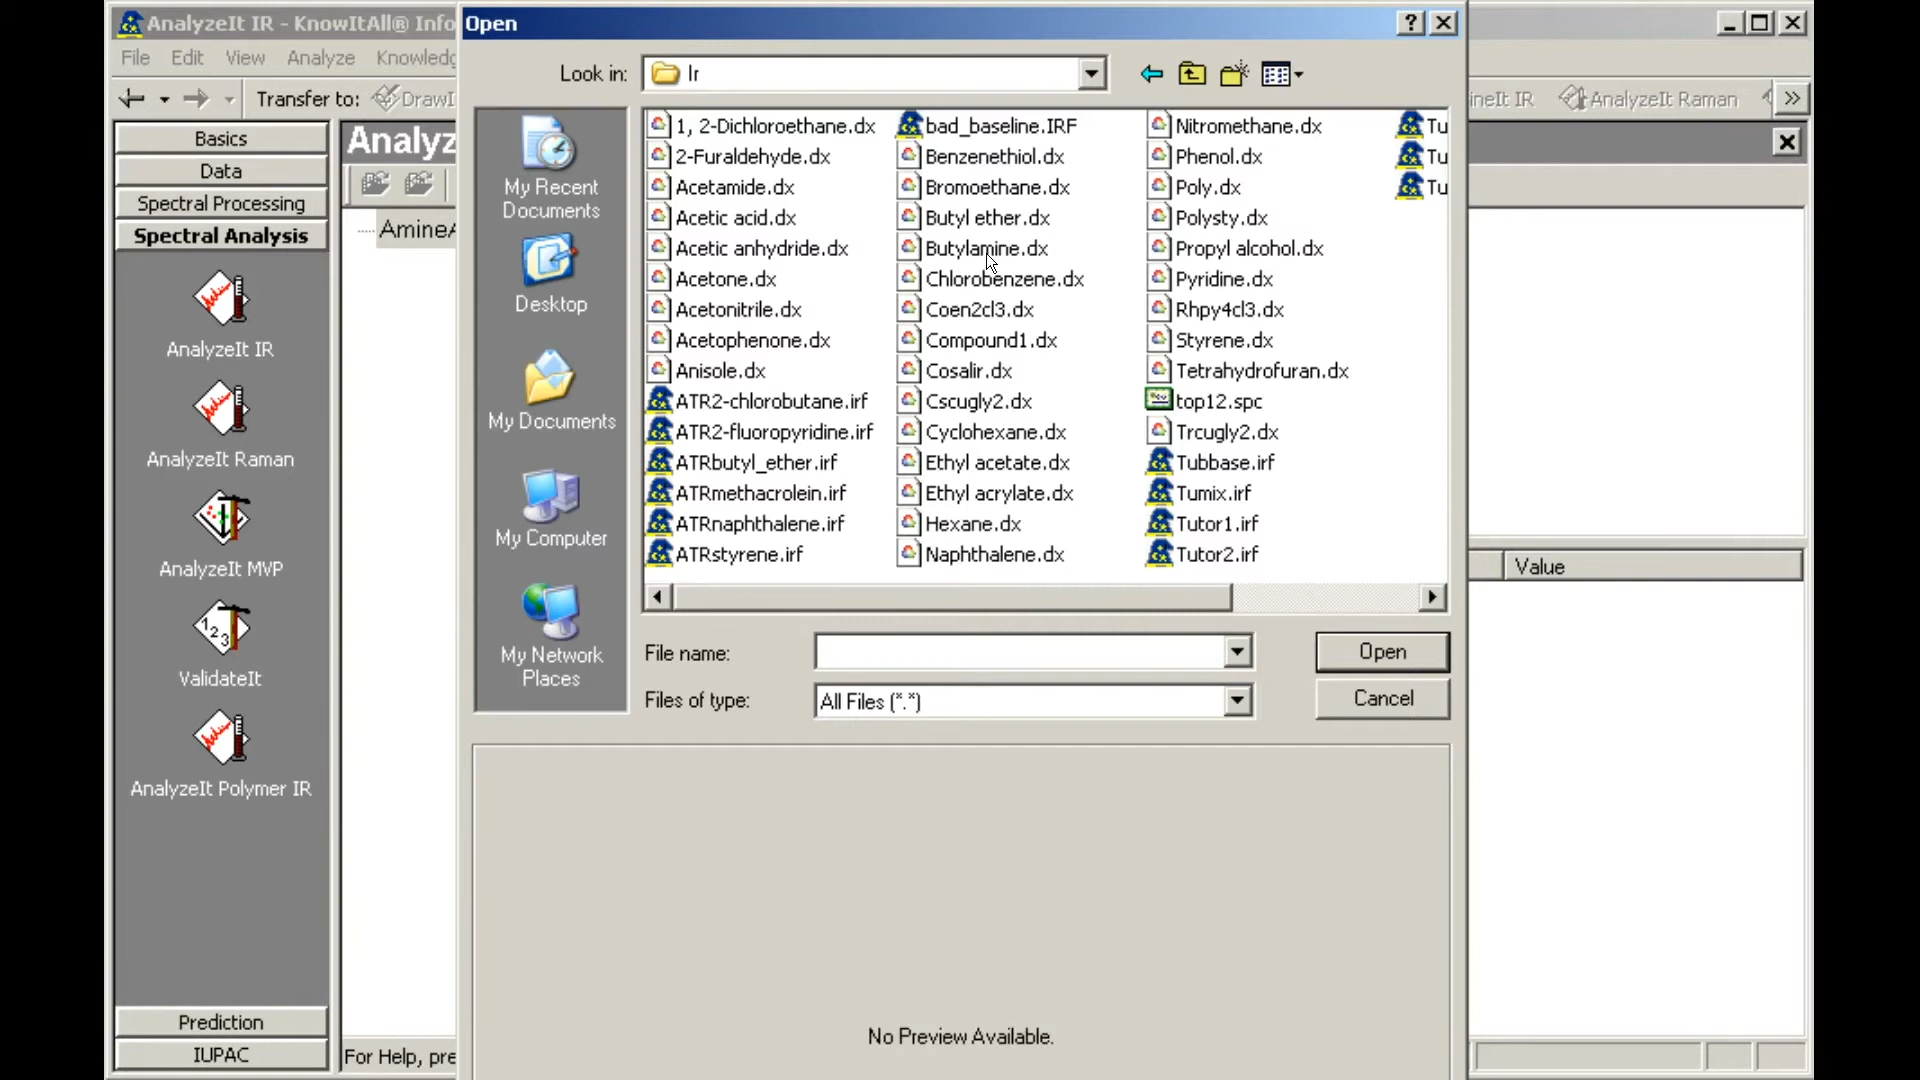 AnalyzeIt IR - KnowItAll® Info
File Edit View Analyze Knowledg
Transfer to: DrawI
Basics
Data
Spectral Processing
Spectral Analysis
AnalyzeIt IR
AnalyzeIt Raman
AnalyzeIt MVP
ValidateIt
AnalyzeIt Polymer IR
Prediction
IUPAC
Analyz
AmineA
For Help, pre
Open
Look in: Ir
My Recent
Documents
Desktop
My Documents
My Computer
My Network
Places
1, 2-Dichloroethane.dx
2-Furaldehyde.dx
Acetamide.dx
Acetic acid.dx
Acetic anhydride.dx
Acetone.dx
Acetonitrile.dx
Acetophenone.dx
Anisole.dx
ATR2-chlorobutane.irf
ATR2-fluoropyridine.irf
ATRbutyl_ether.irf
ATRmethacrolein.irf
ATRnaphthalene.irf
ATRstyrene.irf
bad_baseline.IRF
Benzenethiol.dx
Bromoethane.dx
Butyl ether.dx
Butylamine.dx
Chlorobenzene.dx
Coen2cl3.dx
Compound1.dx
Cosalir.dx
Cscugly2.dx
Cyclohexane.dx
Ethyl acetate.dx
Ethyl acrylate.dx
Hexane.dx
Naphthalene.dx
Nitromethane.dx
Phenol.dx
Poly.dx
Polysty.dx
Propyl alcohol.dx
Pyridine.dx
Rhpy4cl3.dx
Styrene.dx
Tetrahydrofuran.dx
top12.spc
Trcugly2.dx
Tubbase.irf
Tumix.irf
Tutor1.irf
Tutor2.irf
Tu
Tu
Tu
File name:
Open
Files of type: All Files (*.*)
Cancel
No Preview Available.
ineIt IR AnalyzeIt Raman
Value